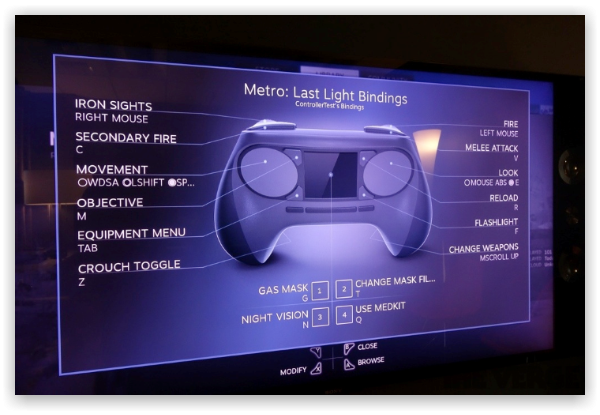 Metro: Last Light Bindings
ControllerTest's Bindings
IRON SIGHTS
RIGHT MOUSE
SECONDARY FIRE
C
MOVEMENT
OWDSA OLSHIFT SP...
OBJECTIVE
M
EQUIPMENT MENU
TAB
CROUCH TOGGLE
Z
FIRE
LEFT MOUSE
MELEE ATTACK
V
LOOK
MOUSE ABS E
RELOAD
R
FLASHLIGHT
F
CHANGE WEAPONS
MSCROLL UP
GAS MASK 1
G
2 CHANGE MASK FIL...
T
NIGHT VISION 3
N
4 USE MEDKIT
Q
CLOSE
MODIFY
BROWSE